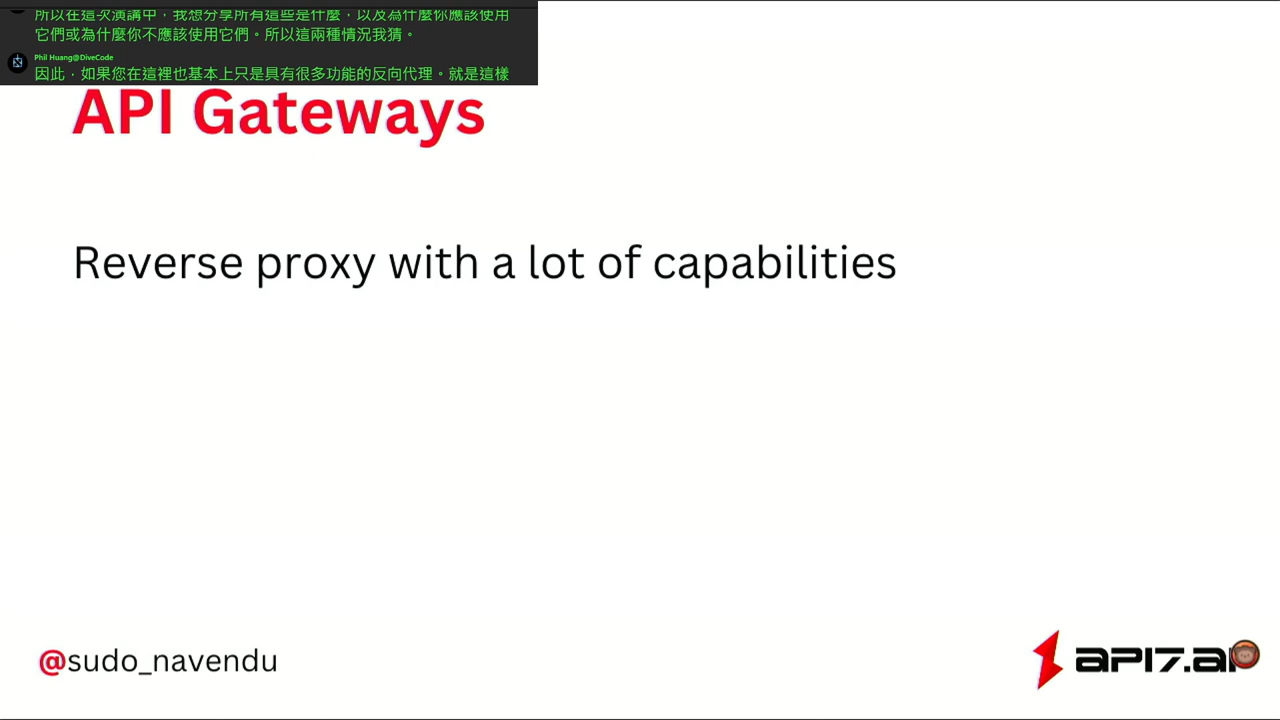 所以在這次演講中，我想分享所有這些是什麼，以及為什麼你應該使用
它們或為什麼你不應該使用它們。所以這兩種情況我猜。
Phil Huang@DiveCode
因此，如果您在這裡也基本上只是具有很多功能的反向代理。就是這樣
API Gateways
Reverse proxy with a lot of capabilities
@sudo_navendu
API7.ai